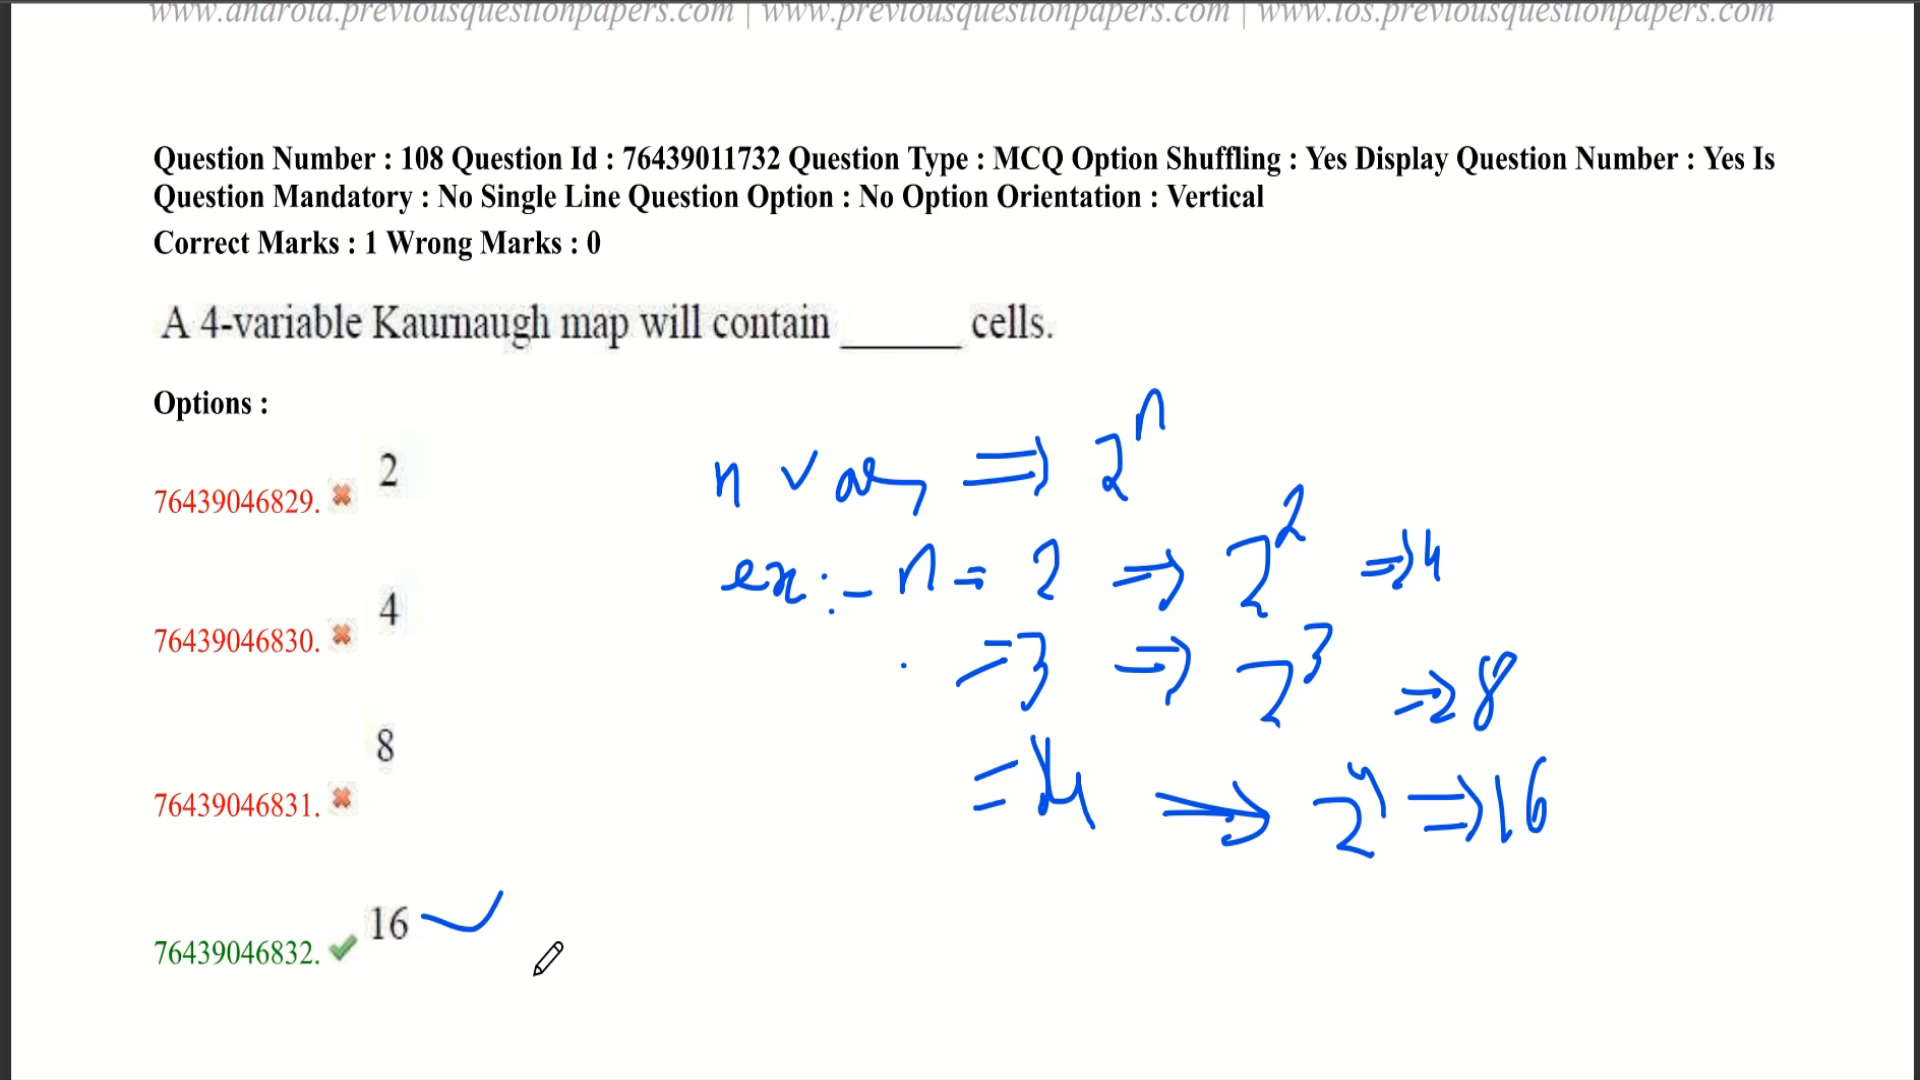 www.android.previousquestionpapers.com | www.previousquestionpapers.com | www.ios.previousquestionpapers.com
Question Number : 108 Question Id : 76439011732 Question Type : MCQ Option Shuffling : Yes Display Question Number : Yes Is
Question Mandatory : No Single Line Question Option : No Option Orientation : Vertical
Correct Marks : 1 Wrong Marks : 0
A 4-variable Kaurnaugh map will contain ______ cells.
Options :
2
76439046829.
4
76439046830.
8
76439046831.
16
76439046832.
n var ⇒ 2^n
ex:- n = 2 ⇒ 2^2 ⇒ 4
= 3 ⇒ 2^3 ⇒ 8
= 4 ⇒ 2^4 ⇒ 16